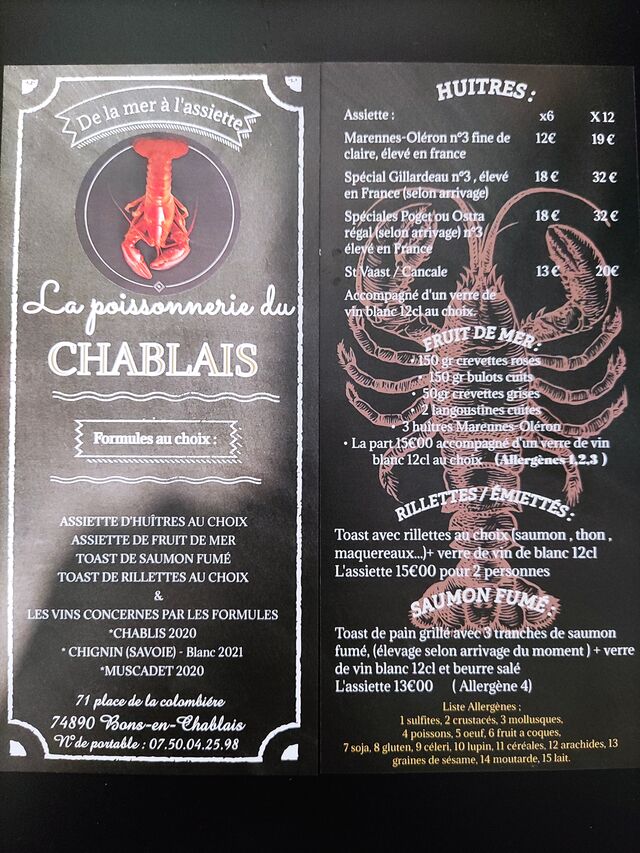 De la mer à l'assiette
La poissonnerie du
CHABLAIS
Formules au choix :
ASSIETTE D'HUÎTRES AU CHOIX
ASSIETTE DE FRUIT DE MER
TOAST DE SAUMON FUMÉ
TOAST DE RILLETTES AU CHOIX
&
LES VINS CONCERNES PAR LES FORMULES
*CHABLIS 2020
* CHIGNIN (SAVOIE) - Blanc 2021
*MUSCADET 2020
71 place de la colombiére
74890 Bons-en-Chablais
N° de portable : 07.50.04.25.98
HUITRES :
Assiette : x6 X 12
Marennes-Oléron n°3 fine de 12€ 19 €
claire, élevé en france
Spécial Gillardeau n°3 , élevé 18 € 32 €
en France (selon arrivage)
Spéciales Poget ou Ostra 18 € 32 €
régal (selon arrivage) n°3
élevé en France
St Vaast / Cancale 13 € 20€
Accompagné d'un verre de
vin blanc 12cl au choix.
FRUIT DE MER:
• 150 gr crevettes roses
• 150 gr bulots cuits
• 50gr crevettes grises
• 2 langoustines cuites
• 3 huîtres Marennes-Oléron
• La part 15€00 accompagné d'un verre de vin
blanc 12cl au choix (Allergènes 1,2,3 )
RILLETTES / ÉMIETTÉS :
Toast avec rillettes au choix (saumon , thon ,
maquereaux...)+ verre de vin de blanc 12cl
L'assiette 15€00 pour 2 personnes
SAUMON FUMÉ :
Toast de pain grillé avec 3 tranches de saumon
fumé, (élevage selon arrivage du moment ) + verre
de vin blanc 12cl et beurre salé
L'assiette 13€00 ( Allergène 4)
Liste Allergènes ;
1 sulfites, 2 crustacés, 3 mollusques,
4 poissons, 5 oeuf, 6 fruit a coques,
7 soja, 8 gluten, 9 céleri, 10 lupin, 11 céreales, 12 arachides, 13
graines de sésame, 14 moutarde, 15 lait.